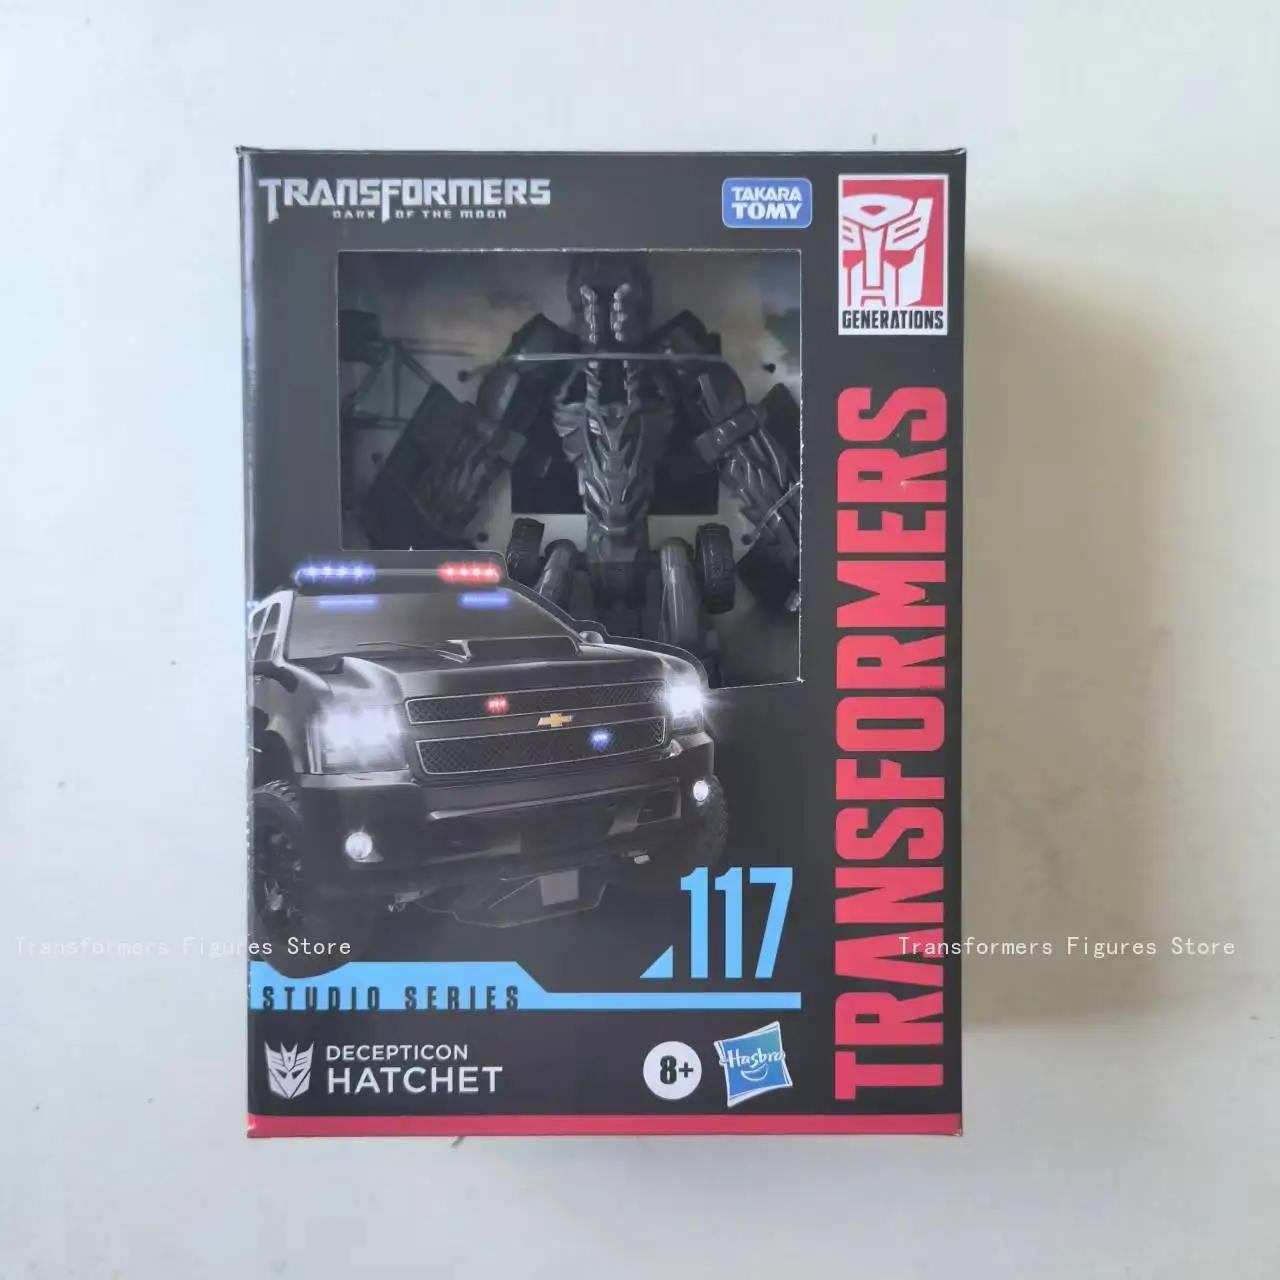 TRANSFORMERS
DARK OF THE MOON
TAKARA
TOMY
GENERATIONS
TRANSFORMERS
117
Transformers Figures Store
Transformers Figures Store
STUDIO SERIES
DECEPTICON
HATCHET
8+
Hasbro